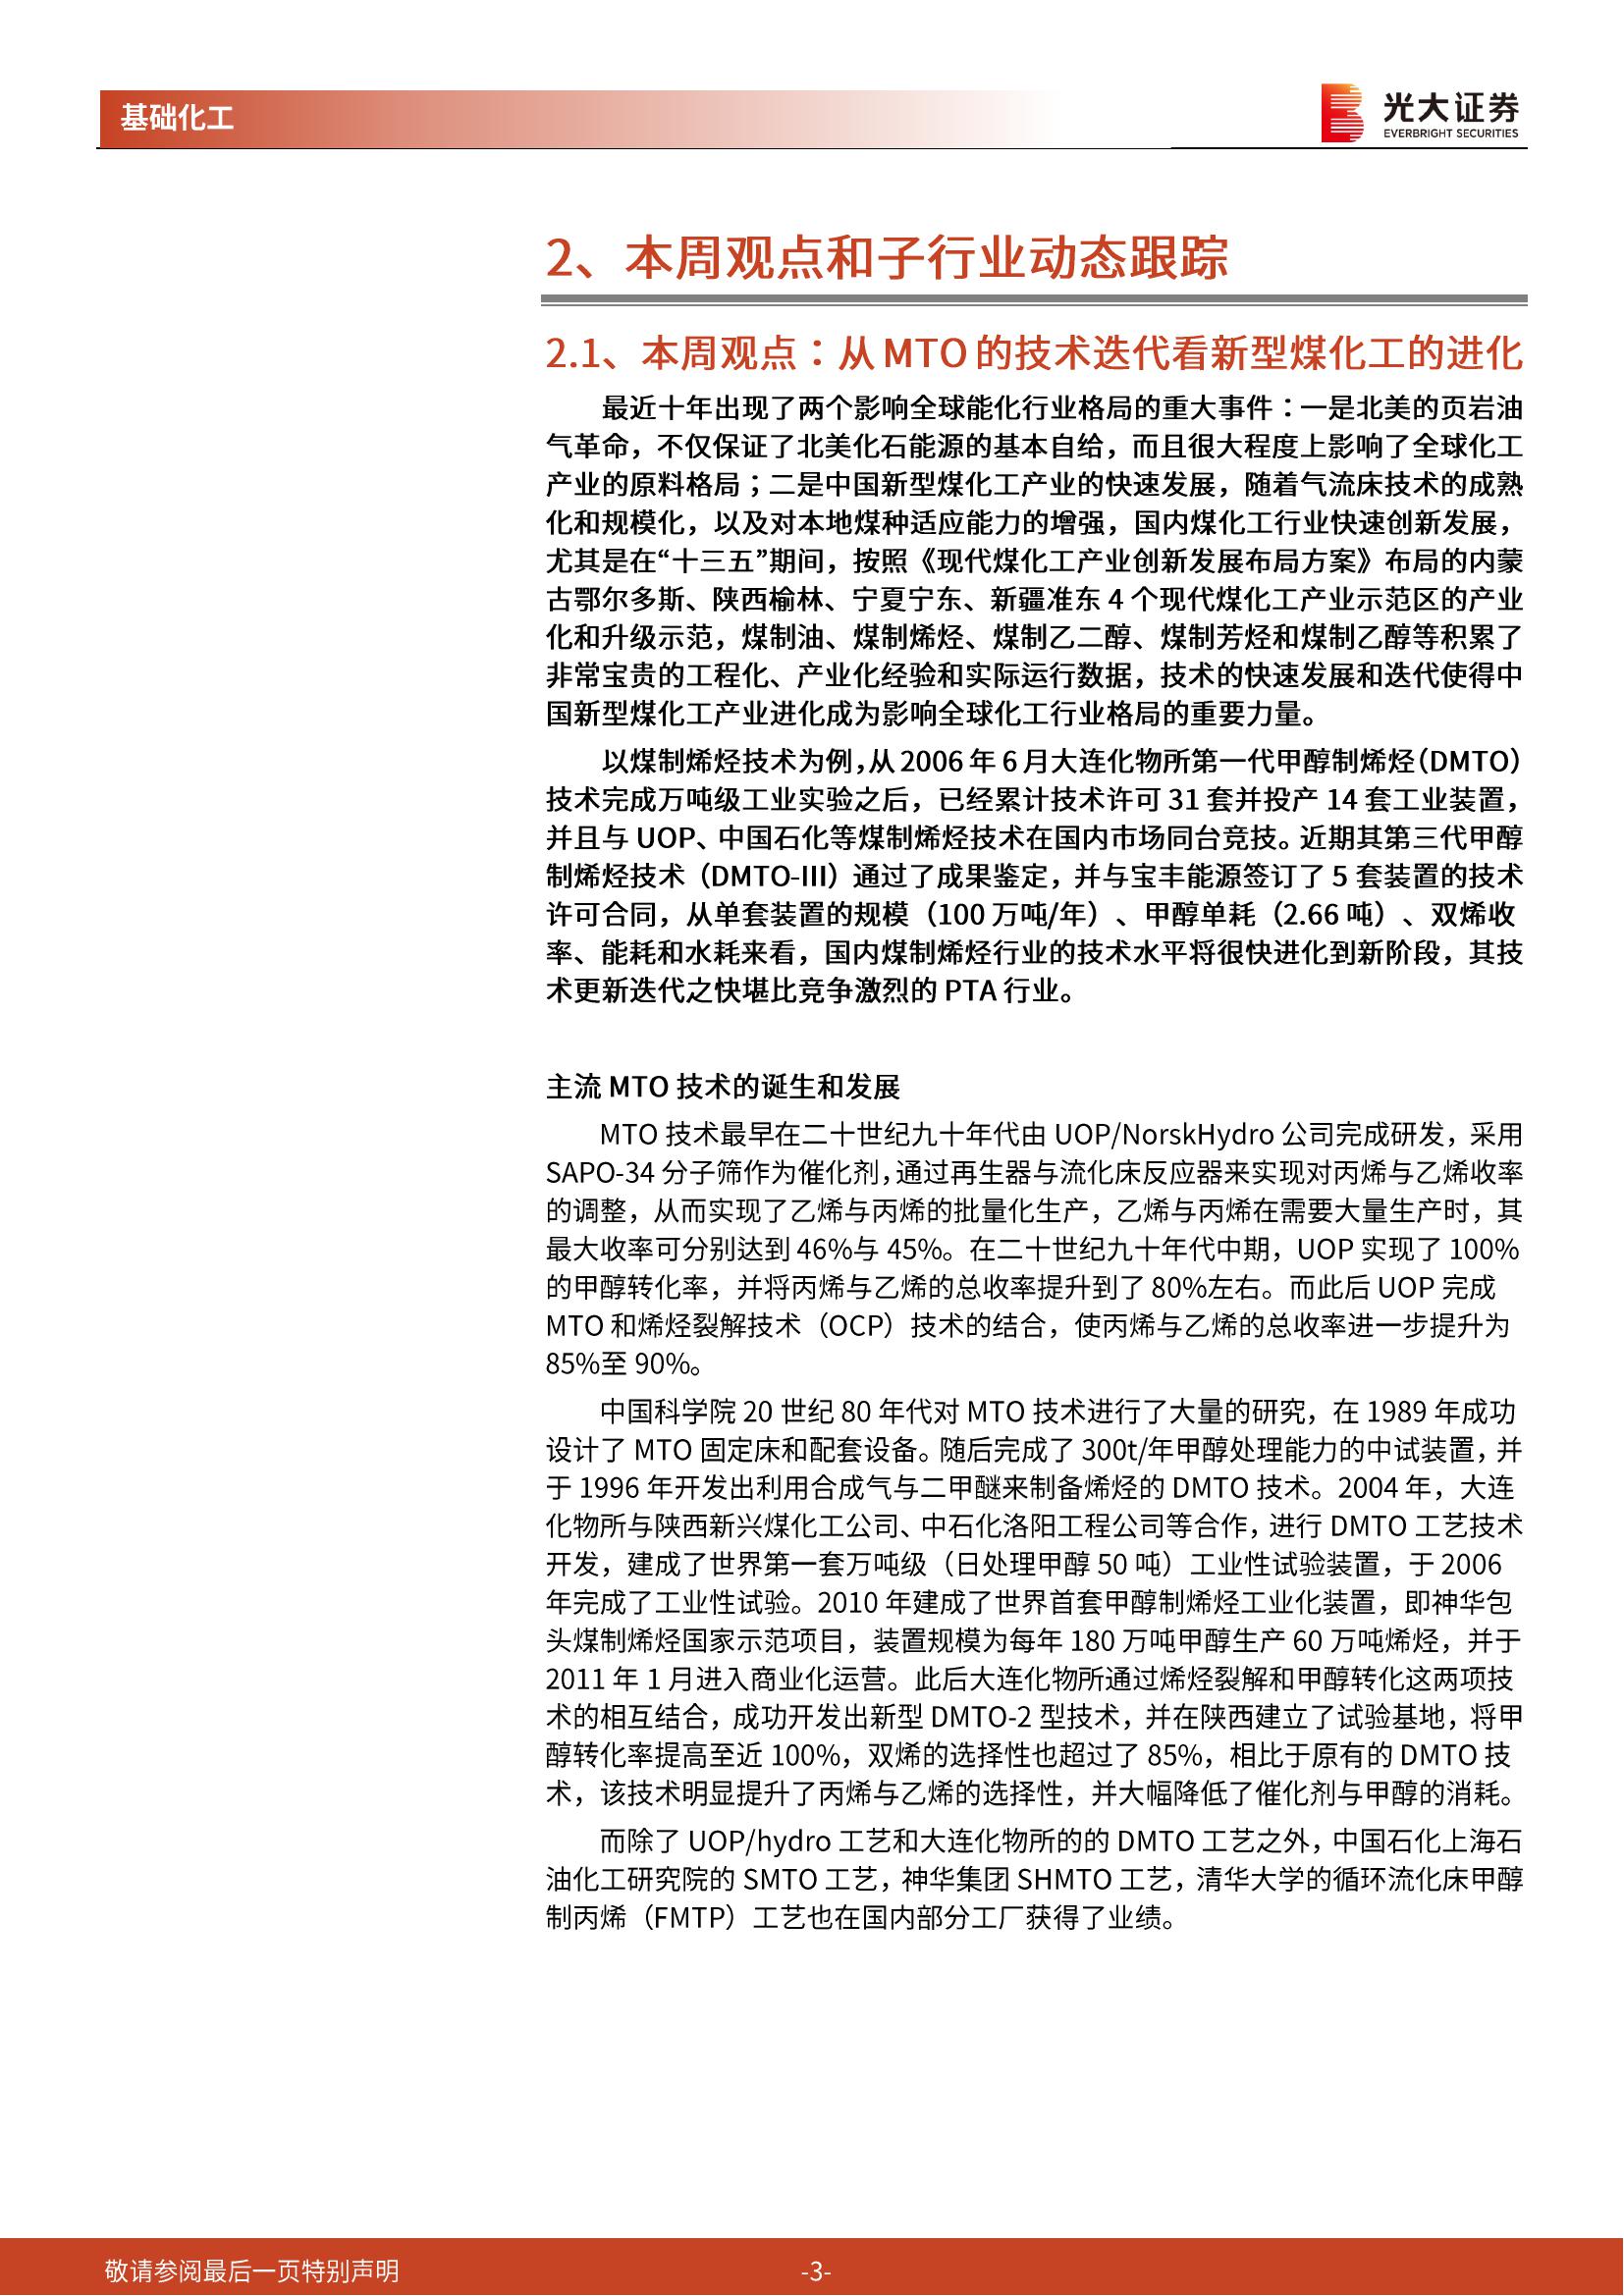 基础化工
光大证券
EVERBRIGHT SECURITIES
2、本周观点和子行业动态跟踪
2.1、本周观点：从 MTO 的技术迭代看新型煤化工的进化
最近十年出现了两个影响全球能化行业格局的重大事件：一是北美的页岩油
气革命，不仅保证了北美化石能源的基本自给，而且很大程度上影响了全球化工
产业的原料格局；二是中国新型煤化工产业的快速发展，随着气流床技术的成熟
化和规模化，以及对本地煤种适应能力的增强，国内煤化工行业快速创新发展，
尤其是在“十三五”期间，按照《现代煤化工产业创新发展布局方案》布局的内蒙
古鄂尔多斯、陕西榆林、宁夏宁东、新疆准东 4 个现代煤化工产业示范区的产业
化和升级示范，煤制油、煤制烯烃、煤制乙二醇、煤制芳烃和煤制乙醇等积累了
非常宝贵的工程化、产业化经验和实际运行数据，技术的快速发展和迭代使得中
国新型煤化工产业进化成为影响全球化工行业格局的重要力量。
以煤制烯烃技术为例，从 2006 年 6 月大连化物所第一代甲醇制烯烃（DMTO）
技术完成万吨级工业实验之后，已经累计技术许可 31 套并投产 14 套工业装置，
并且与 UOP、中国石化等煤制烯烃技术在国内市场同台竞技。近期其第三代甲醇
制烯烃技术（DMTO-III）通过了成果鉴定，并与宝丰能源签订了 5 套装置的技术
许可合同，从单套装置的规模（100 万吨/年）、甲醇单耗（2.66 吨）、双烯收
率、能耗和水耗来看，国内煤制烯烃行业的技术水平将很快进化到新阶段，其技
术更新迭代之快堪比竞争激烈的 PTA 行业。
主流 MTO 技术的诞生和发展
MTO 技术最早在二十世纪九十年代由 UOP/NorskHydro 公司完成研发，采用
SAPO-34 分子筛作为催化剂，通过再生器与流化床反应器来实现对丙烯与乙烯收率
的调整，从而实现了乙烯与丙烯的批量化生产，乙烯与丙烯在需要大量生产时，其
最大收率可分别达到 46%与 45%。在二十世纪九十年代中期，UOP 实现了 100%
的甲醇转化率，并将丙烯与乙烯的总收率提升到了 80%左右。而此后 UOP 完成
MTO 和烯烃裂解技术（OCP）技术的结合，使丙烯与乙烯的总收率进一步提升为
85%至 90%。
中国科学院 20 世纪 80 年代对 MTO 技术进行了大量的研究，在 1989 年成功
设计了 MTO 固定床和配套设备。随后完成了 300t/年甲醇处理能力的中试装置，并
于 1996 年开发出利用合成气与二甲醚来制备烯烃的 DMTO 技术。2004 年，大连
化物所与陕西新兴煤化工公司、中石化洛阳工程公司等合作，进行 DMTO 工艺技术
开发，建成了世界第一套万吨级（日处理甲醇 50 吨）工业性试验装置，于 2006
年完成了工业性试验。2010 年建成了世界首套甲醇制烯烃工业化装置，即神华包
头煤制烯烃国家示范项目，装置规模为每年 180 万吨甲醇生产 60 万吨烯烃，并于
2011 年 1 月进入商业化运营。此后大连化物所通过烯烃裂解和甲醇转化这两项技
术的相互结合，成功开发出新型 DMTO-2 型技术，并在陕西建立了试验基地，将甲
醇转化率提高至近 100%，双烯的选择性也超过了 85%，相比于原有的 DMTO 技
术，该技术明显提升了丙烯与乙烯的选择性，并大幅降低了催化剂与甲醇的消耗。
而除了 UOP/hydro 工艺和大连化物所的的 DMTO 工艺之外，中国石化上海石
油化工研究院的 SMTO 工艺，神华集团 SHMTO 工艺，清华大学的循环流化床甲醇
制丙烯（FMTP）工艺也在国内部分工厂获得了业绩。
敬请参阅最后一页特别声明
-3-